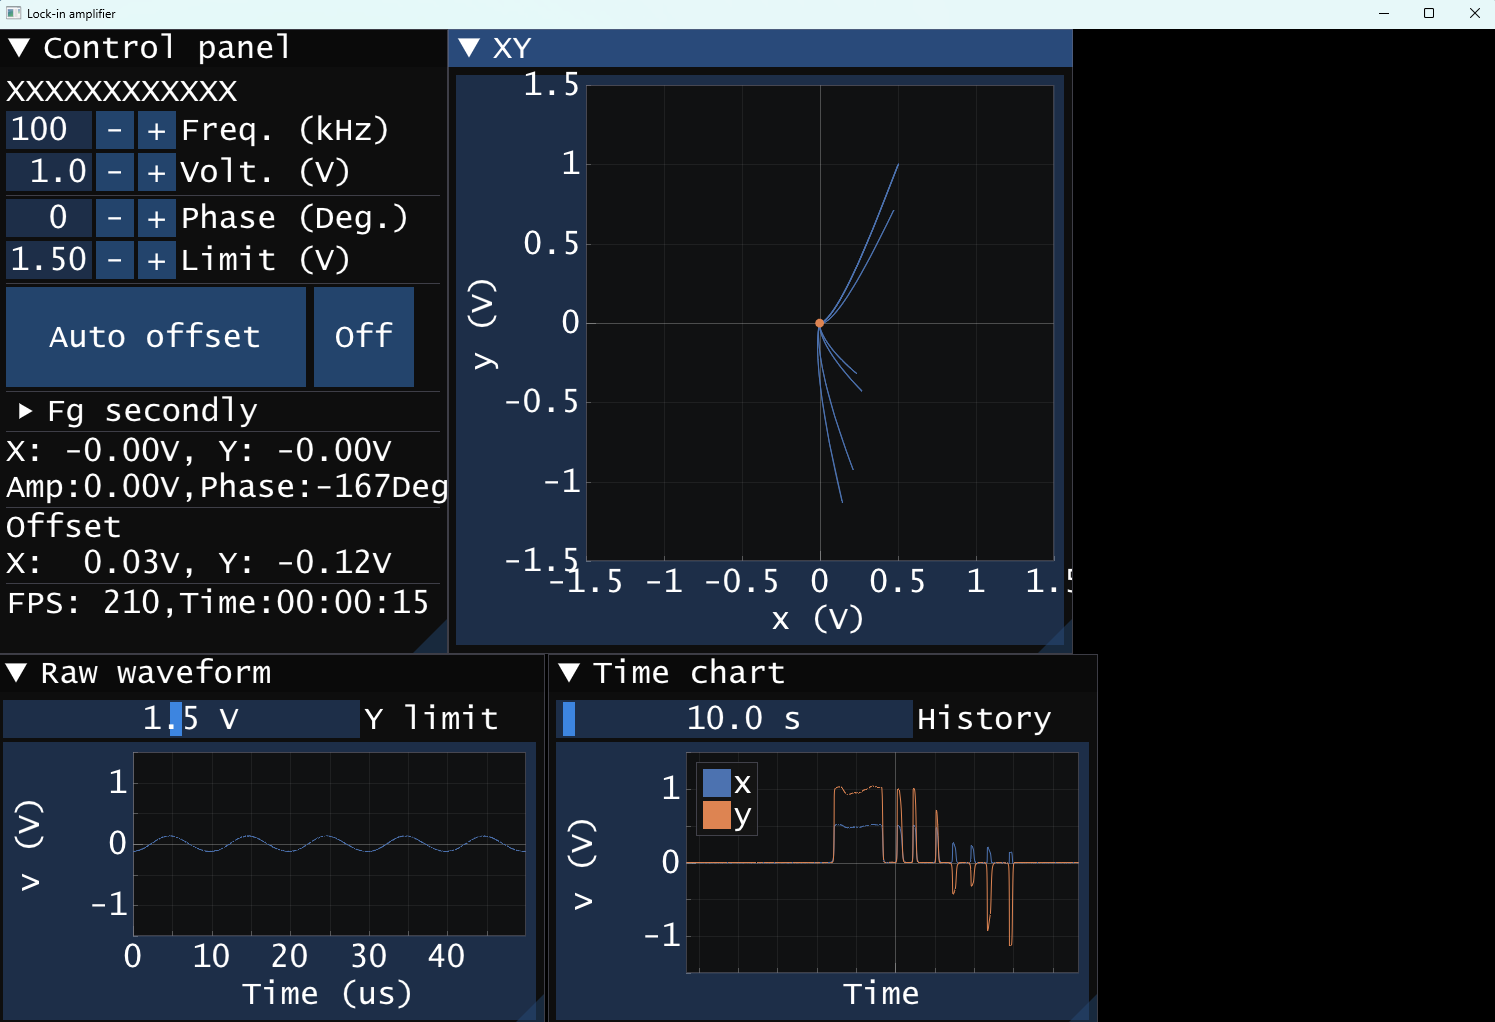 Lock-in amplifier
Control panel
XXXXXXXXXXXX
100 - + Freq. (kHz)
1.0 - + Volt. (V)
0 - + Phase (Deg.)
1.50 - + Limit (V)
Auto offset Off
Fg secondly
X: -0.00V, Y: -0.00V
Amp:0.00V,Phase:-167Deg
Offset
X: 0.03V, Y: -0.12V
FPS: 210,Time:00:00:15
XY
1.5
1
0.5
0
-0.5
-1
-1.5
y (V)
-1.5 -1 -0.5 0 0.5 1 1.5
x (V)
Raw waveform
1.5 V Y limit
1
0
-1
v (V)
0 10 20 30 40
Time (us)
Time chart
10.0 s History
x
y
1
0
-1
v (V)
Time